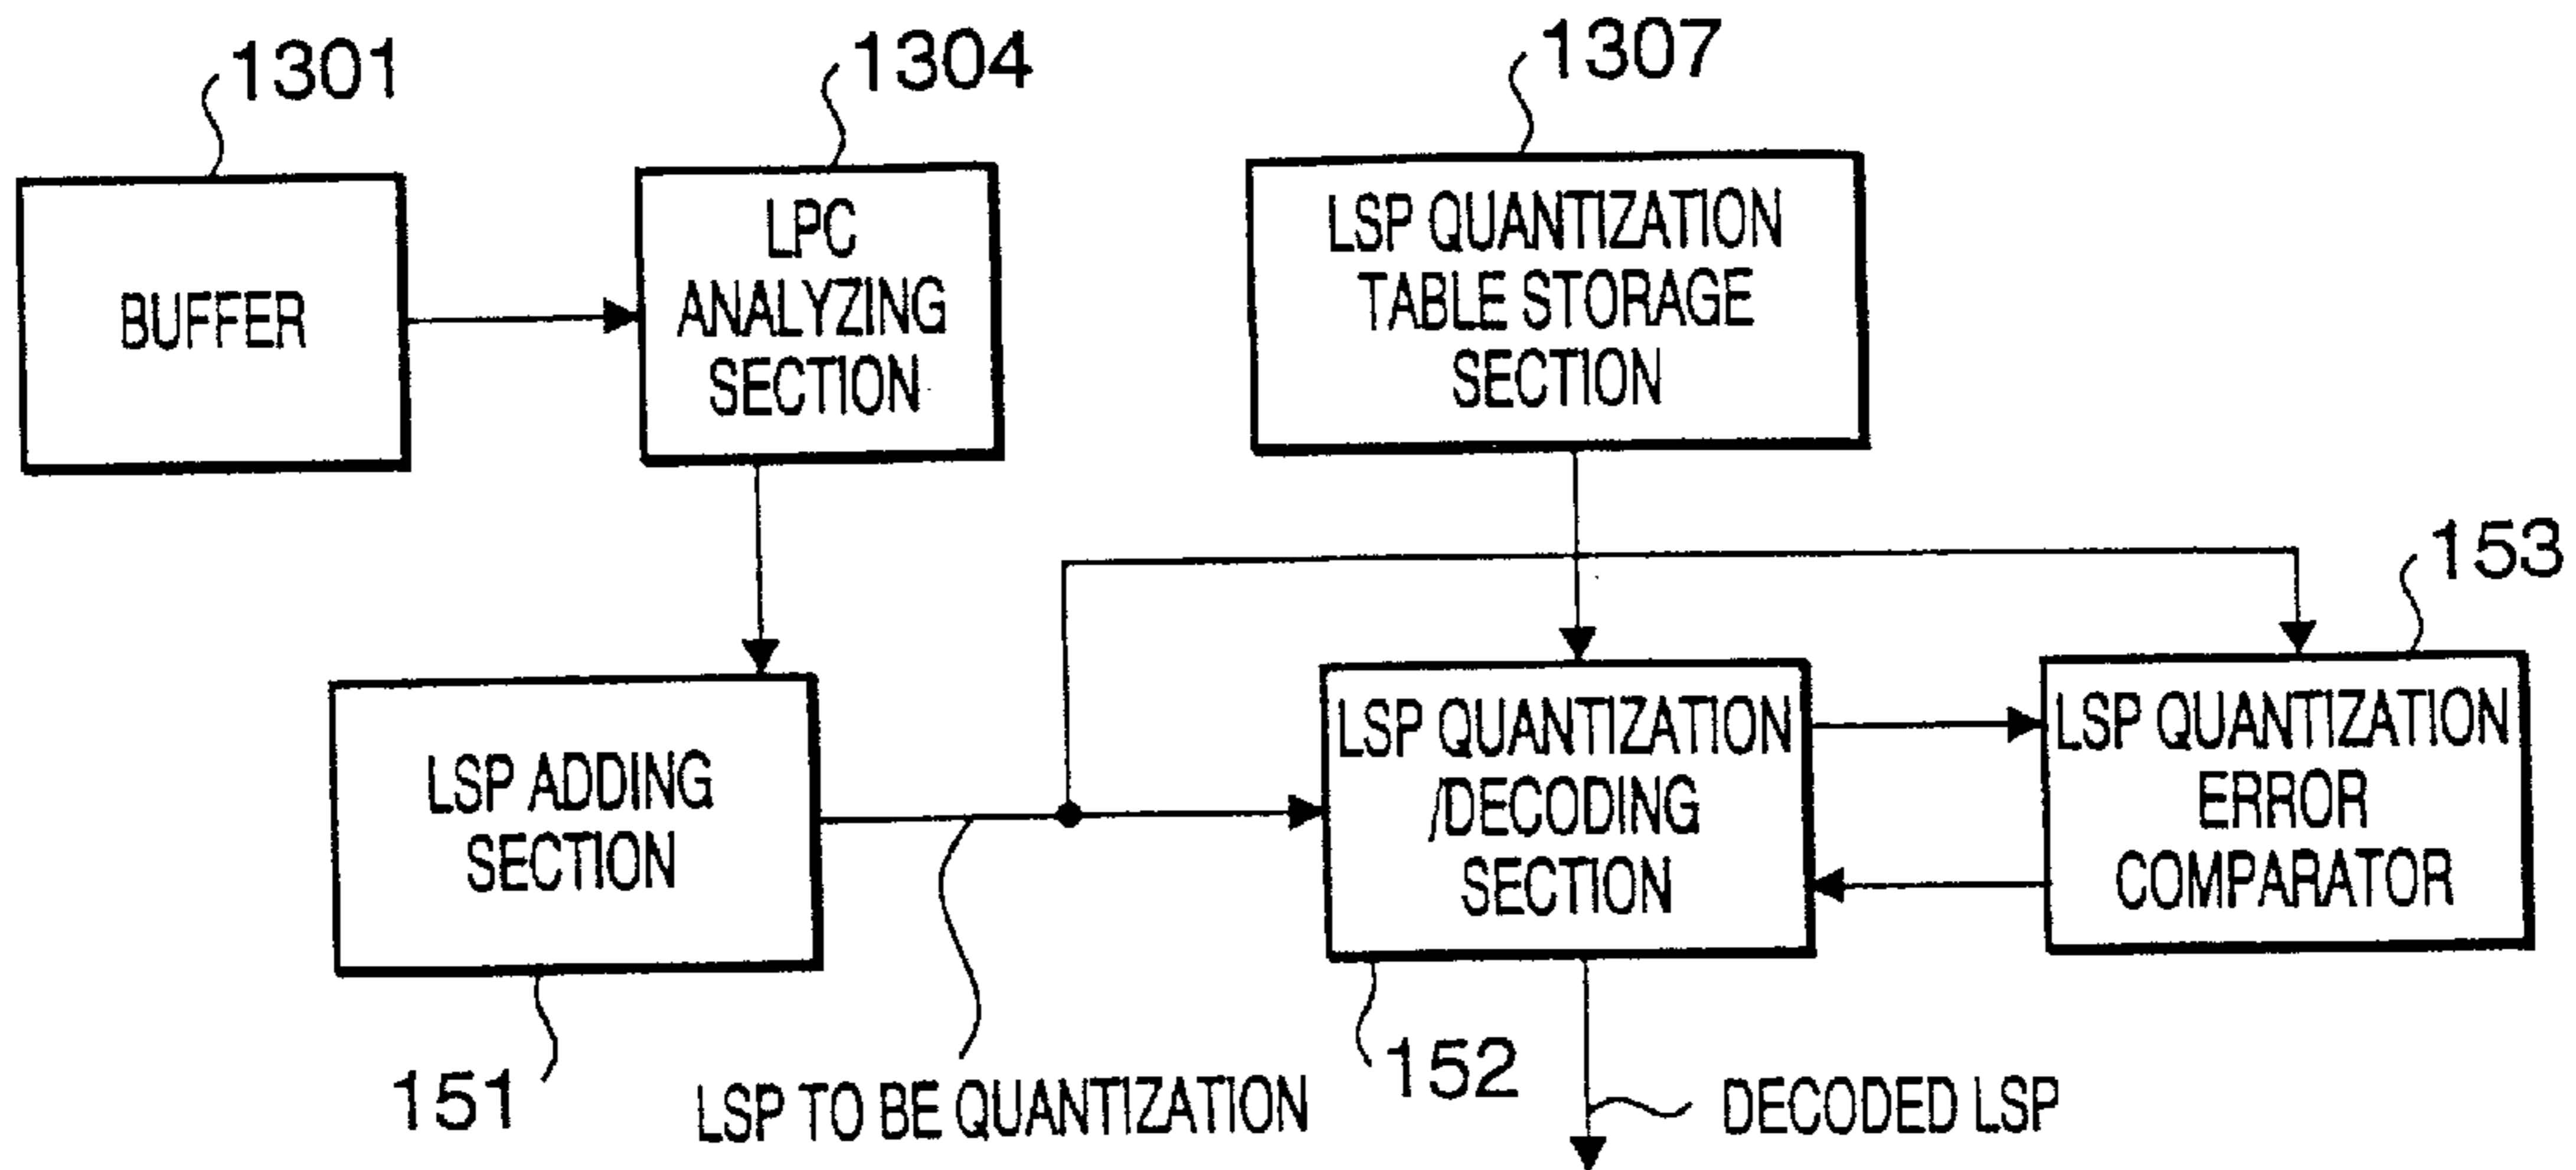 1301
1304
1307
BUFFER
LPC
ANALYZING
SECTION
LSP QUANTIZATION
TABLE STORAGE
SECTION
153
LSP ADDING
SECTION
LSP QUANTIZATION
/DECODING
SECTION
LSP QUANTIZATION
ERROR
COMPARATOR
151
LSP TO BE QUANTIZATION
152
DECODED LSP